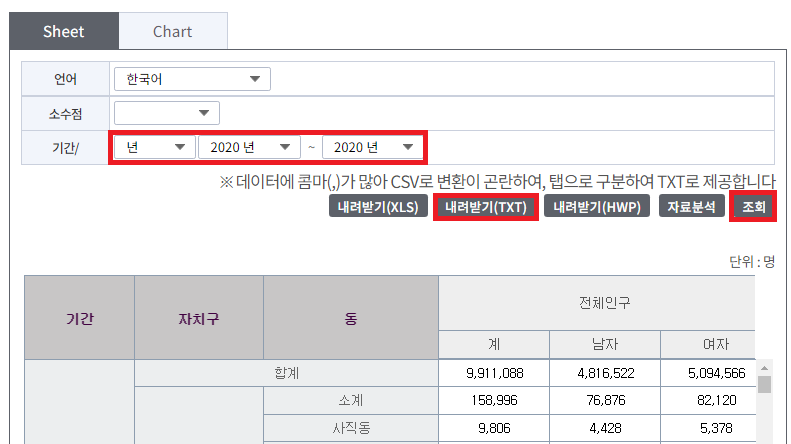 Sheet Chart
언어 한국어
소수점
기간/ 년 2020 년 ~ 2020 년
※ 데이터에 콤마(,)가 많아 CSV로 변환이 곤란하여, 탭으로 구분하여 TXT로 제공합니다
내려받기(XLS) 내려받기(TXT) 내려받기(HWP) 자료분석 조회
단위 : 명
기간 자치구 동 전체인구
계 남자 여자
합계 9,911,088 4,816,522 5,094,566
소계 158,996 76,876 82,120
사직동 9,806 4,428 5,378